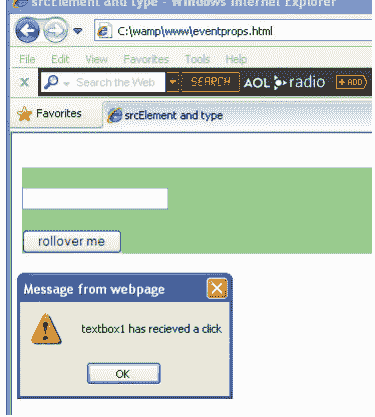 srcElement and type - Windows Internet Explorer
C:\wamp\www\eventprops.html
File Edit View Favorites Tools Help
X Search the Web SEARCH AOL radio + ADD
Favorites srcElement and type
rollover me
Message from webpage
textbox1 has recieved a click
OK